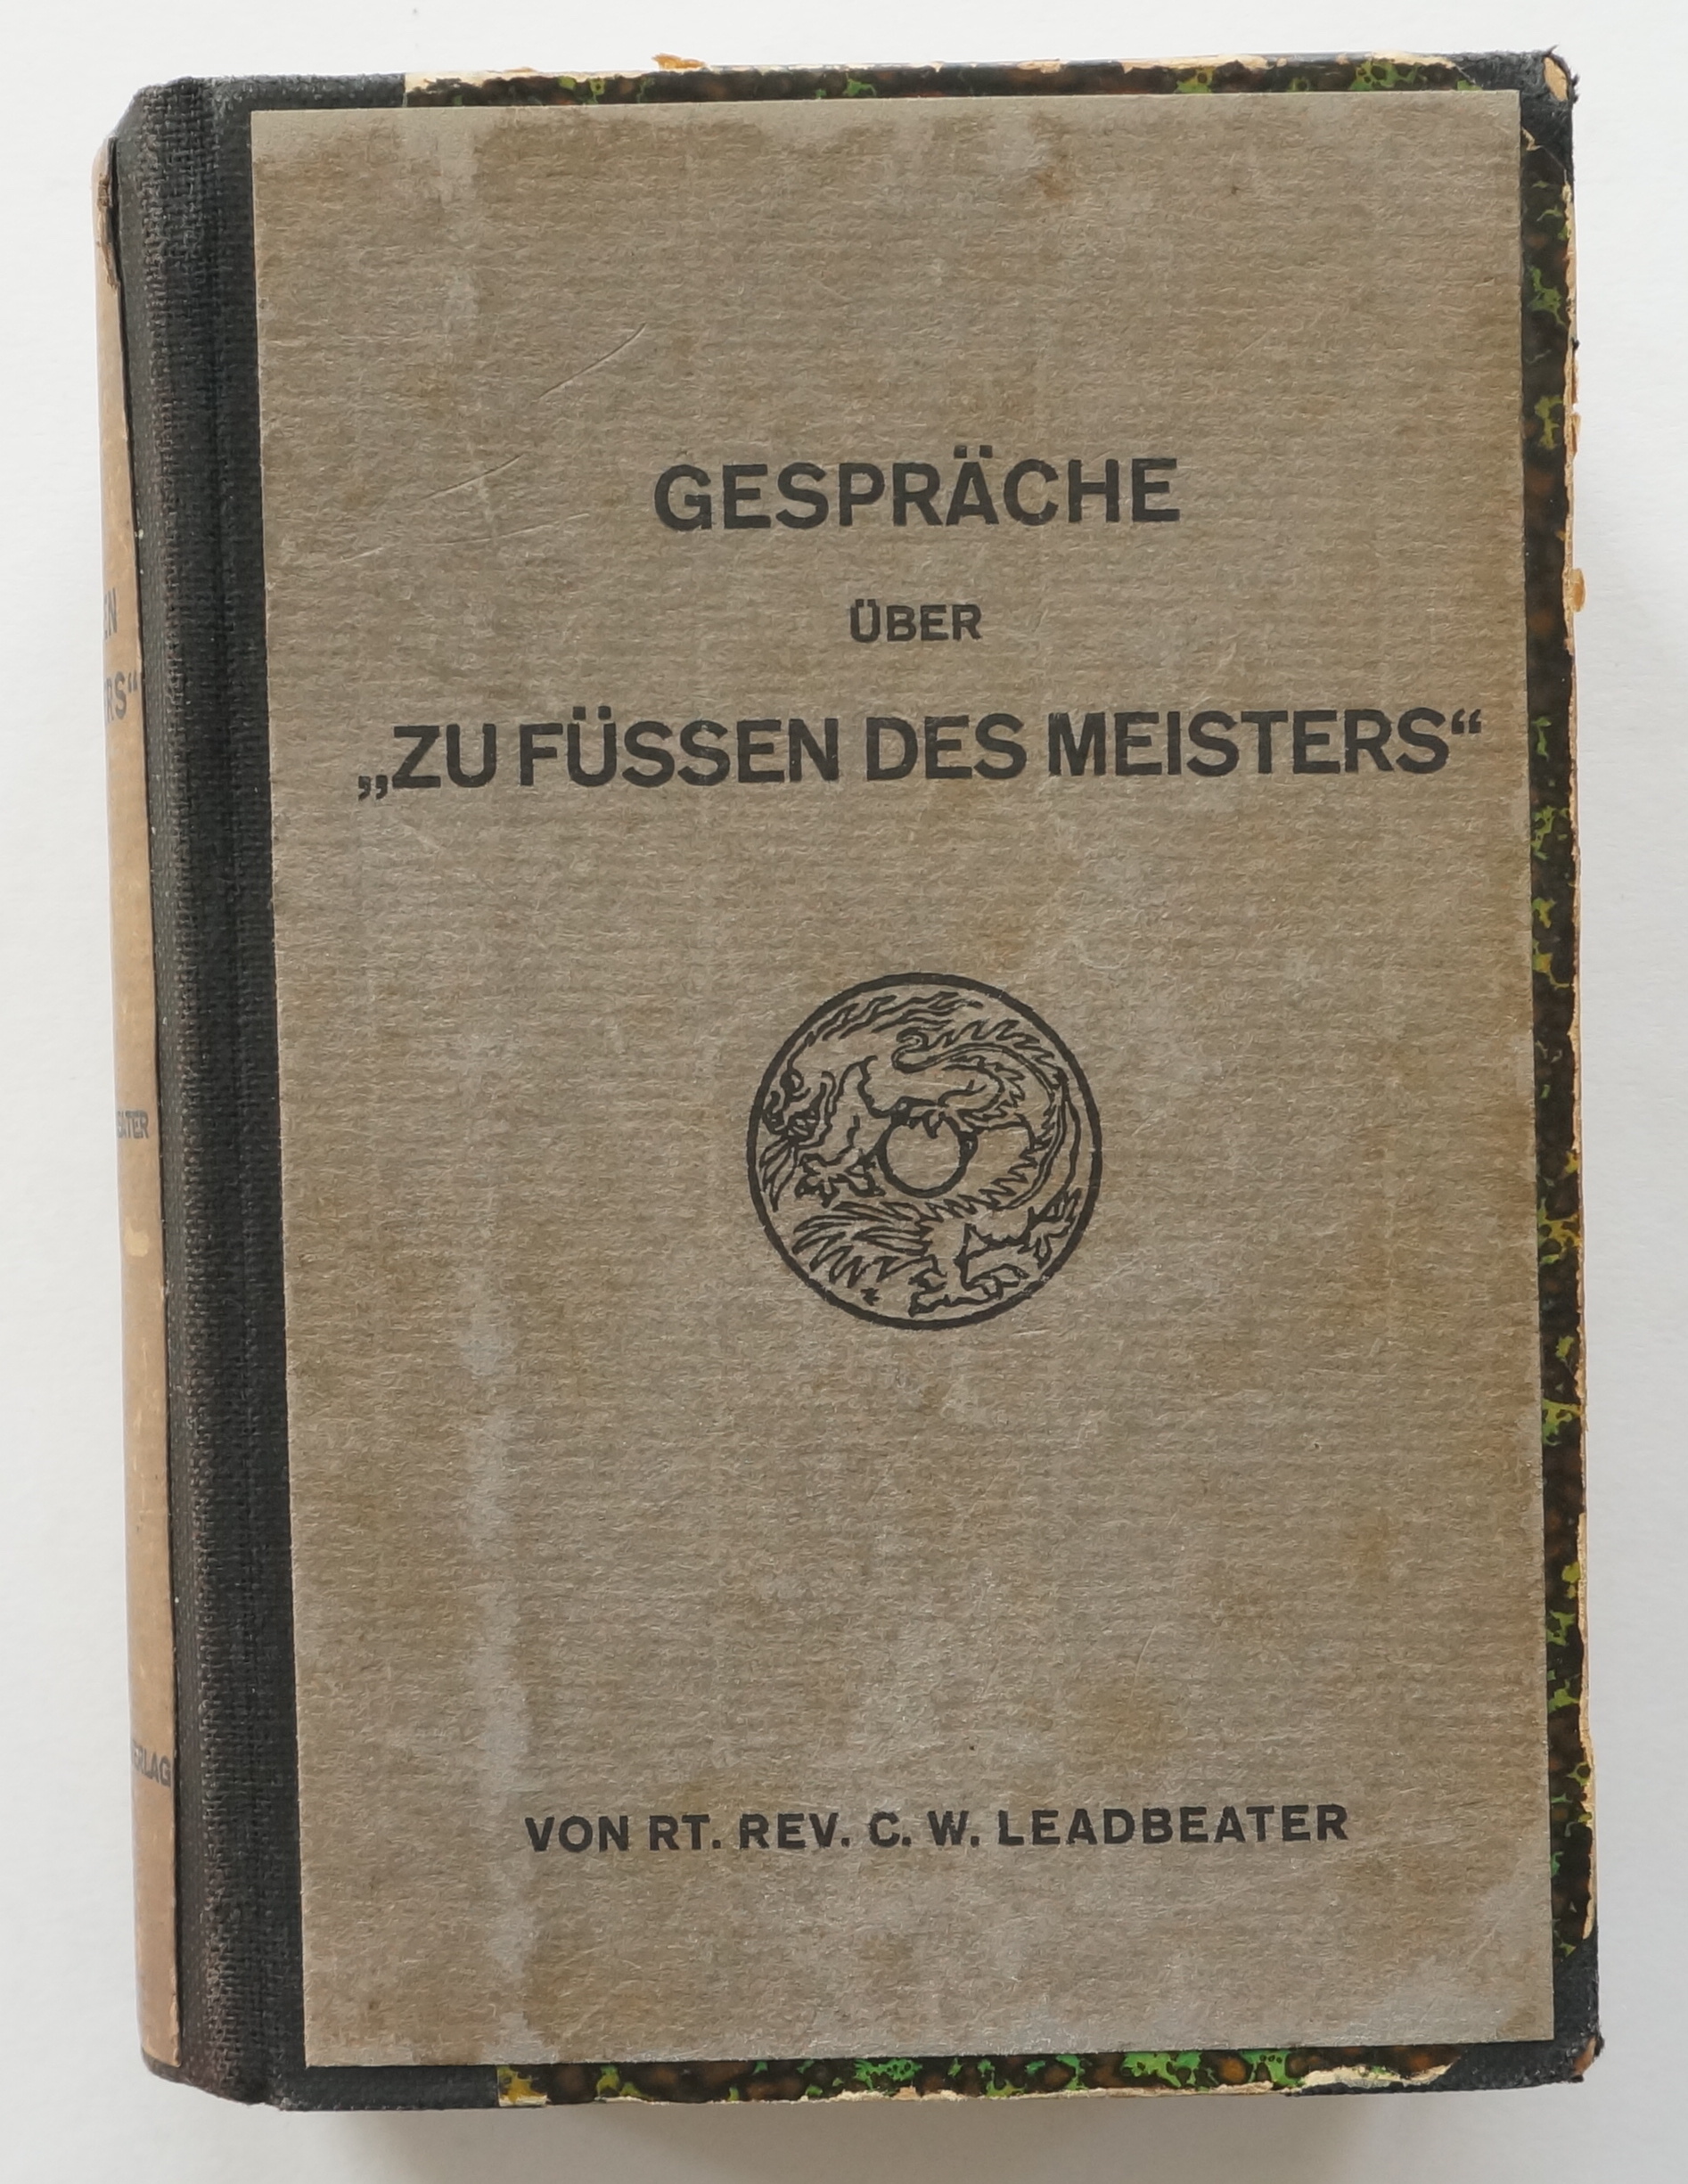 GESPRÄCHE
ÜBER
„ZU FÜSSEN DES MEISTERS“
VON RT. REV. C. W. LEADBEATER